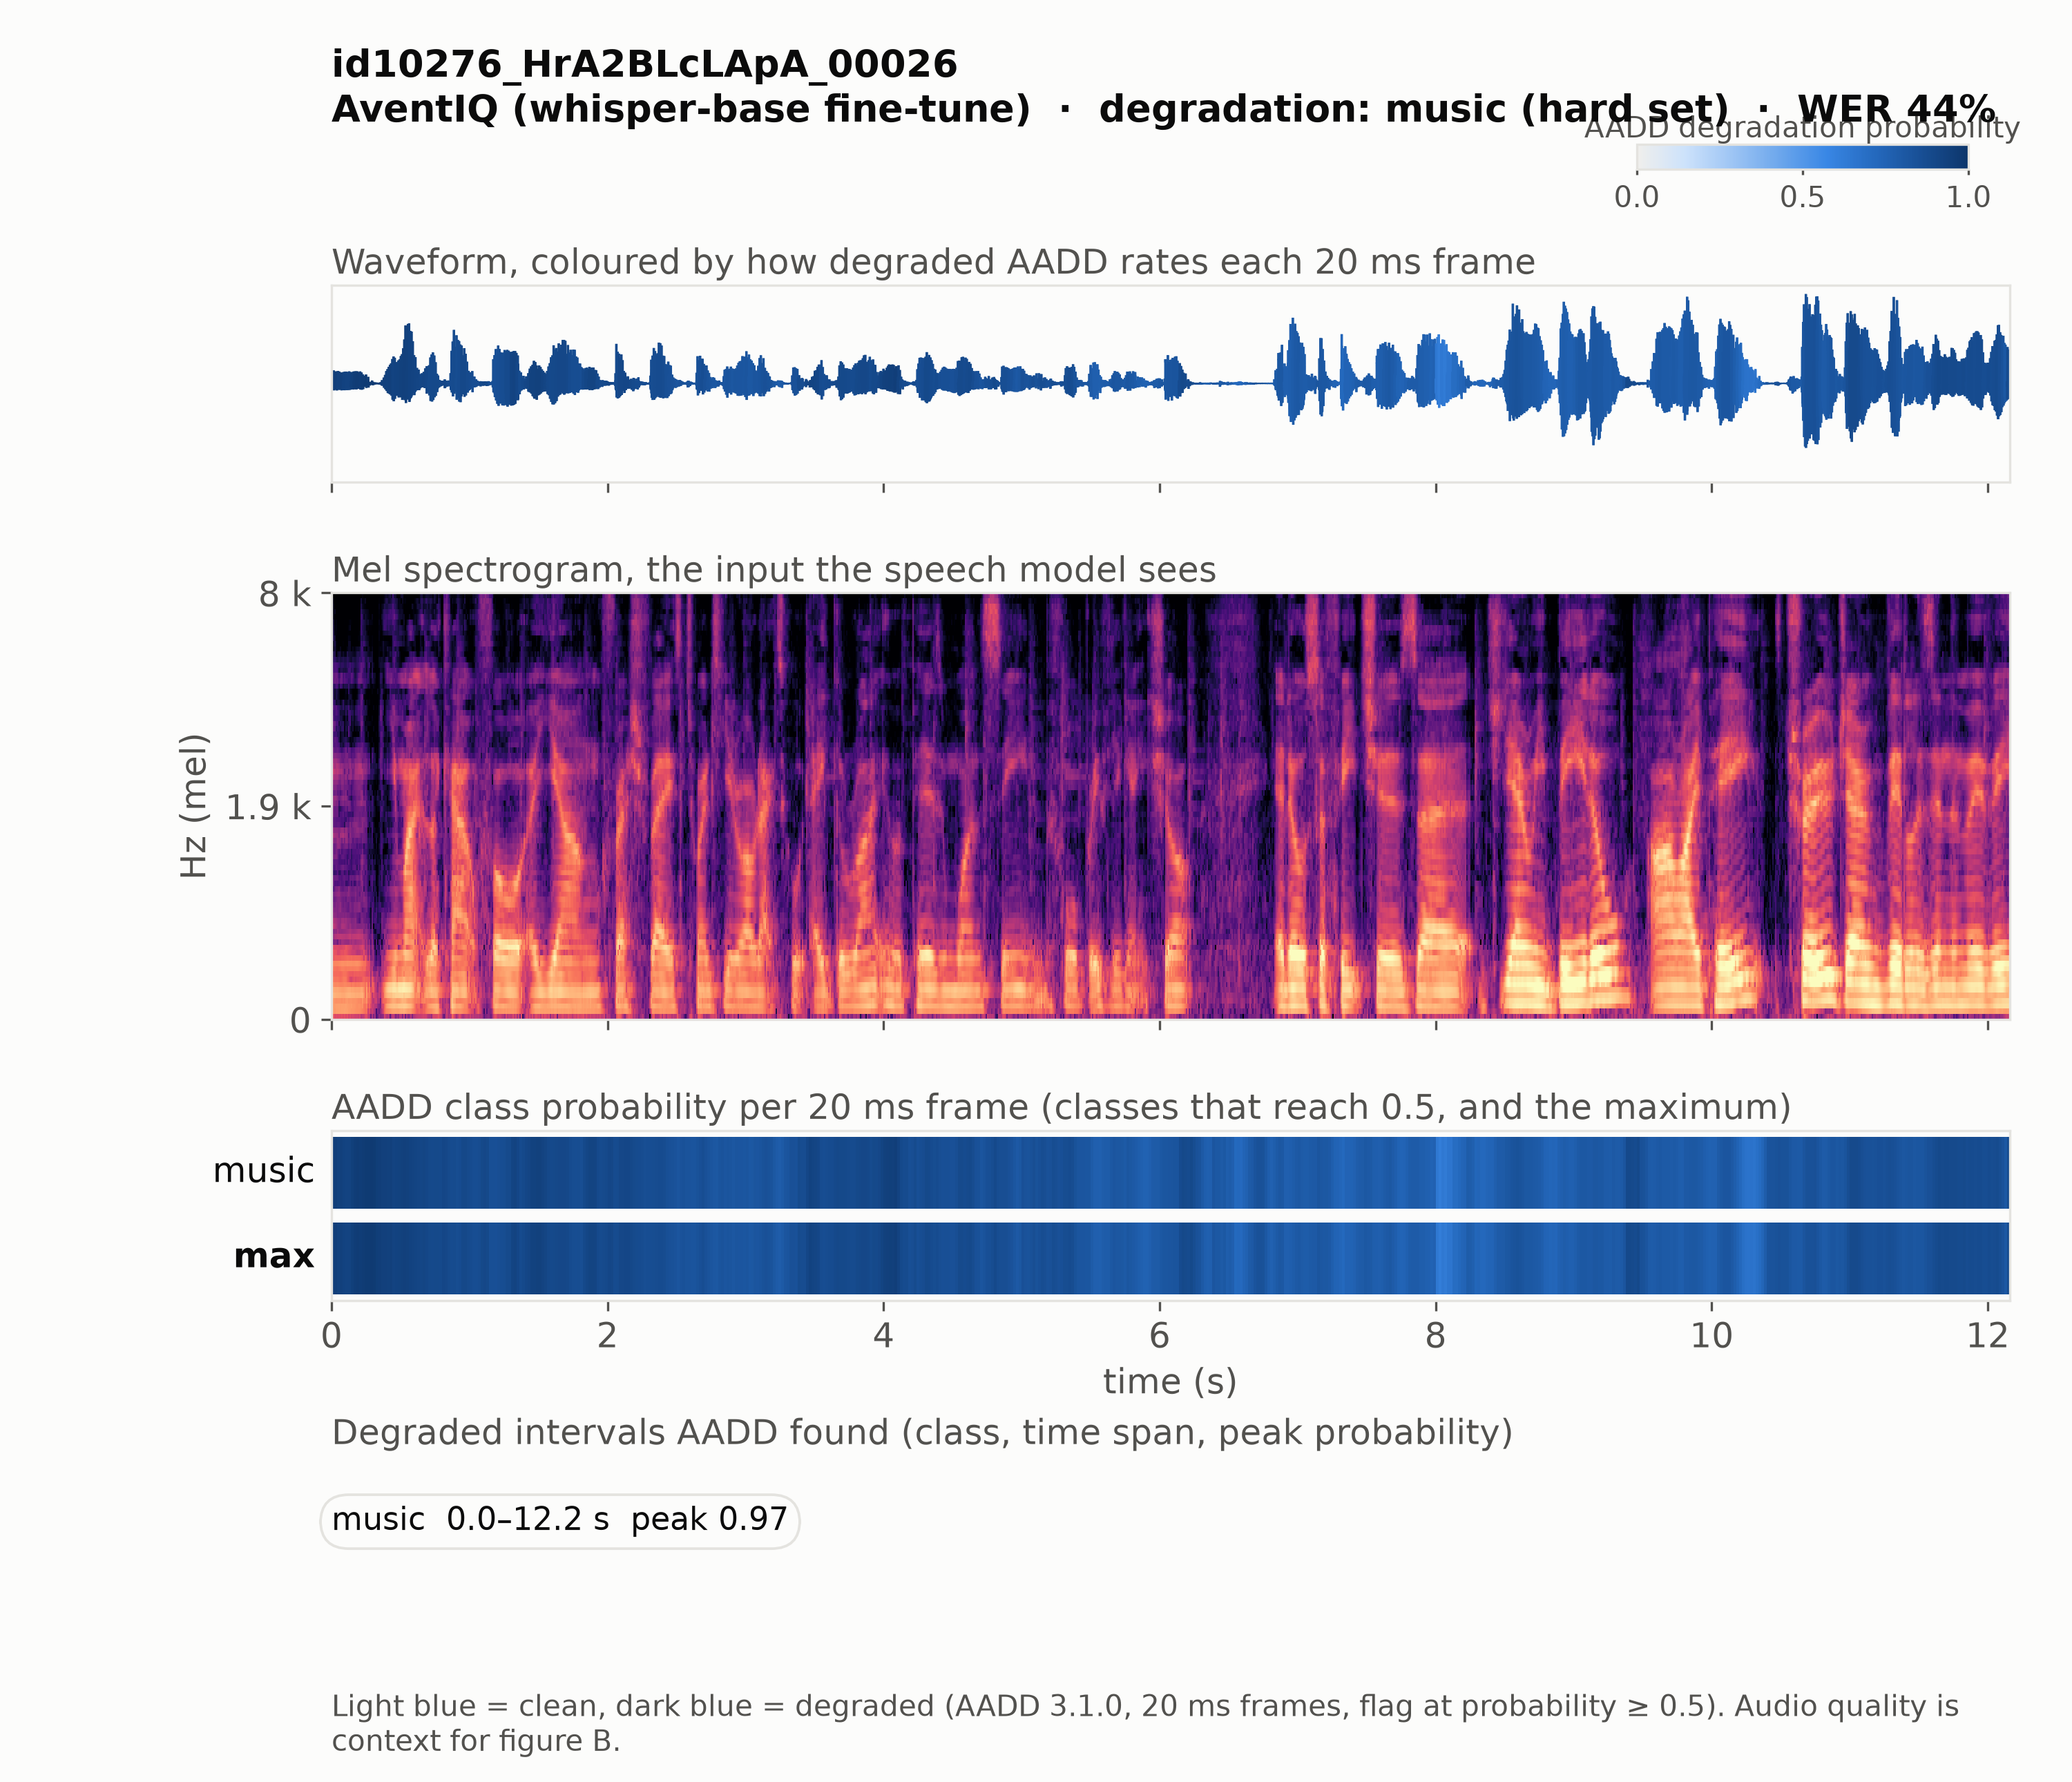 id10276_HrA2BLcLApA_00026
AventIQ (whisper-base fine-tune)  ·  degradation: music (hard set)  ·  WER 44%
AADD degradation probability
0.0 0.5 1.0
Waveform, coloured by how degraded AADD rates each 20 ms frame
Mel spectrogram, the input the speech model sees
8 k
1.9 k
0
Hz (mel)
AADD class probability per 20 ms frame (classes that reach 0.5, and the maximum)
music
max
0 2 4 6 8 10 12
time (s)
Degraded intervals AADD found (class, time span, peak probability)
music  0.0–12.2 s  peak 0.97
Light blue = clean, dark blue = degraded (AADD 3.1.0, 20 ms frames, flag at probability ≥ 0.5). Audio quality is
context for figure B.